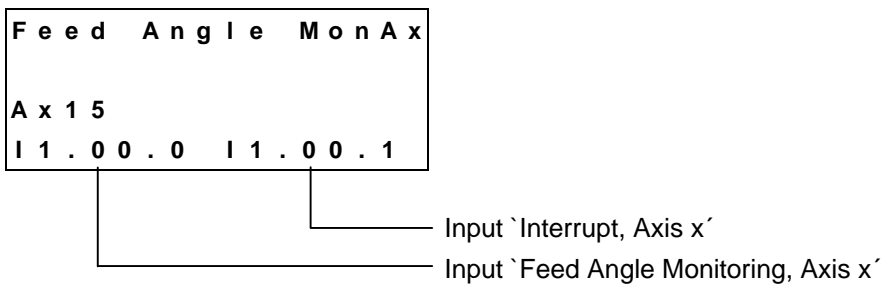 Feed Angle MonAx
Ax15
I1.00.0 I1.00.1
Input `Interrupt, Axis x´
Input `Feed Angle Monitoring, Axis x´